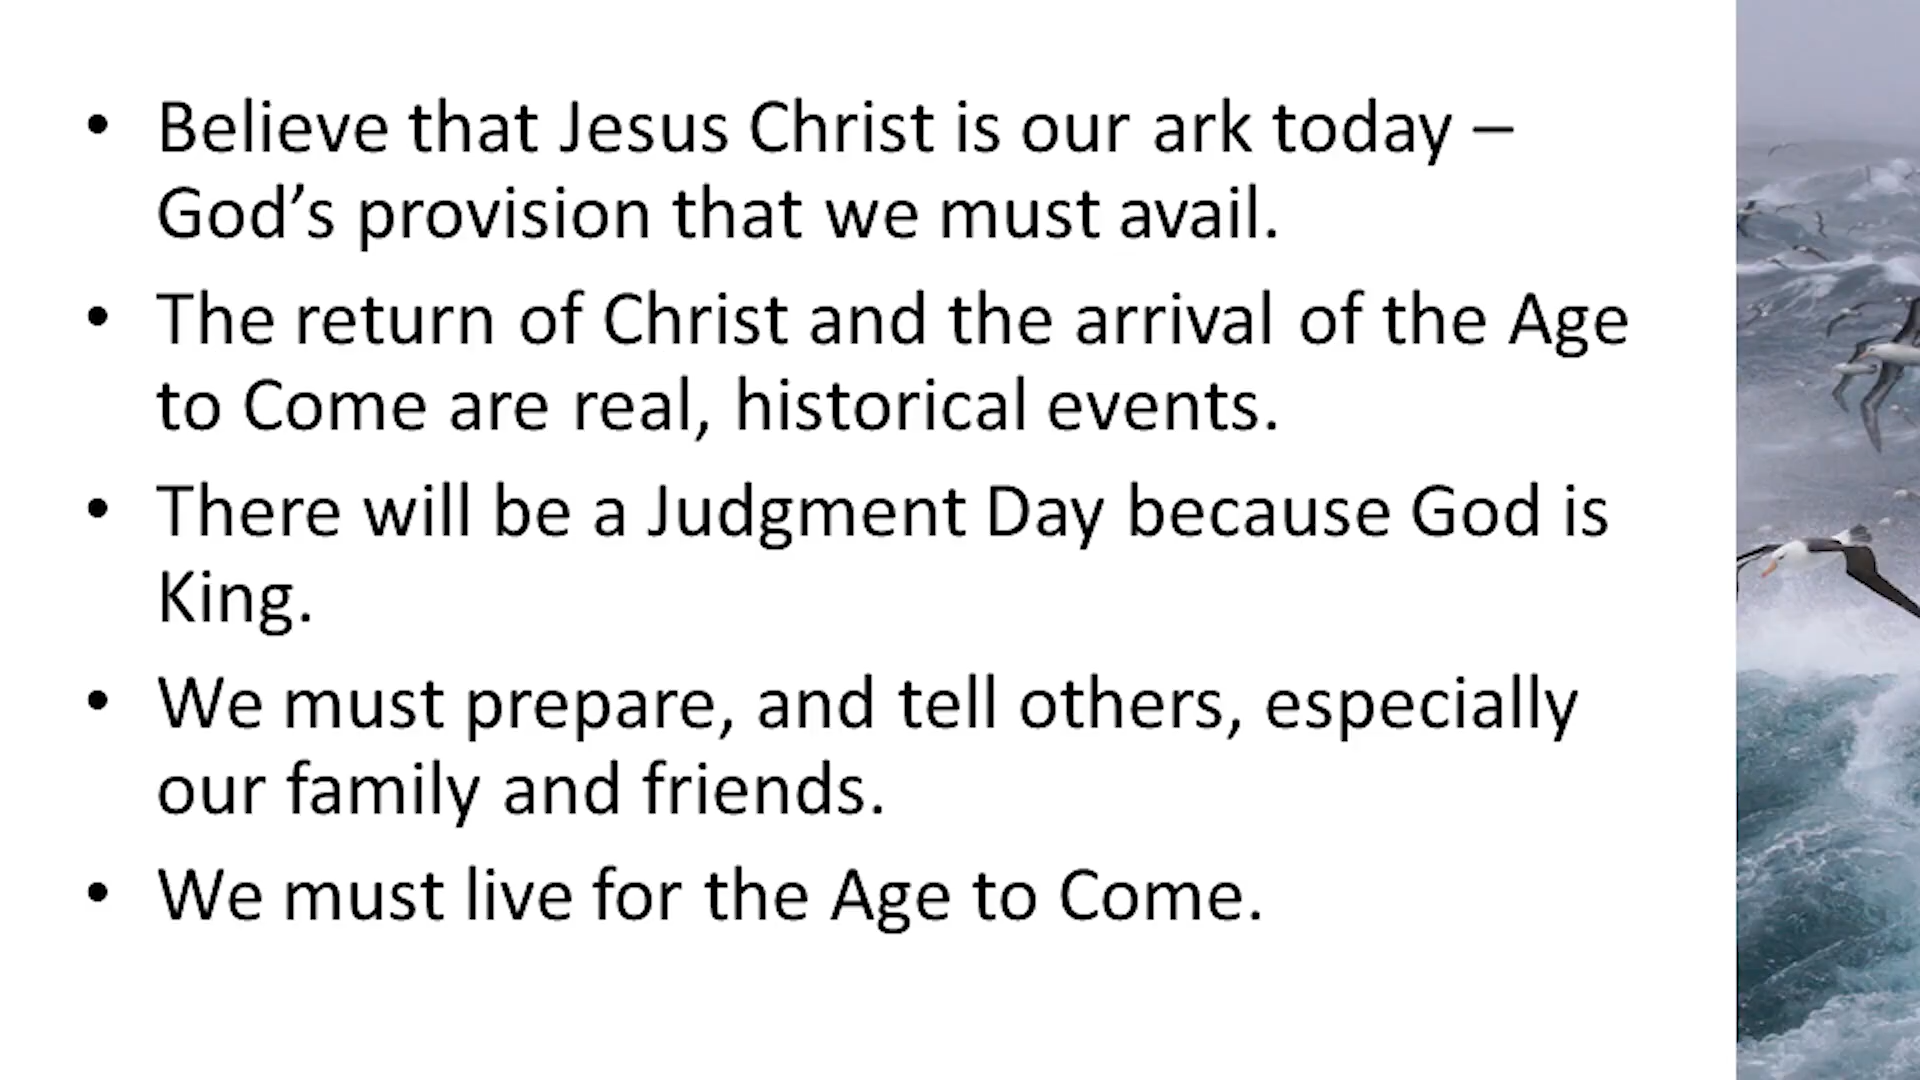 • Believe that Jesus Christ is our ark today –
God’s provision that we must avail.
• The return of Christ and the arrival of the Age
to Come are real, historical events.
• There will be a Judgment Day because God is
King.
• We must prepare, and tell others, especially
our family and friends.
• We must live for the Age to Come.